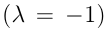 (λ = −1)